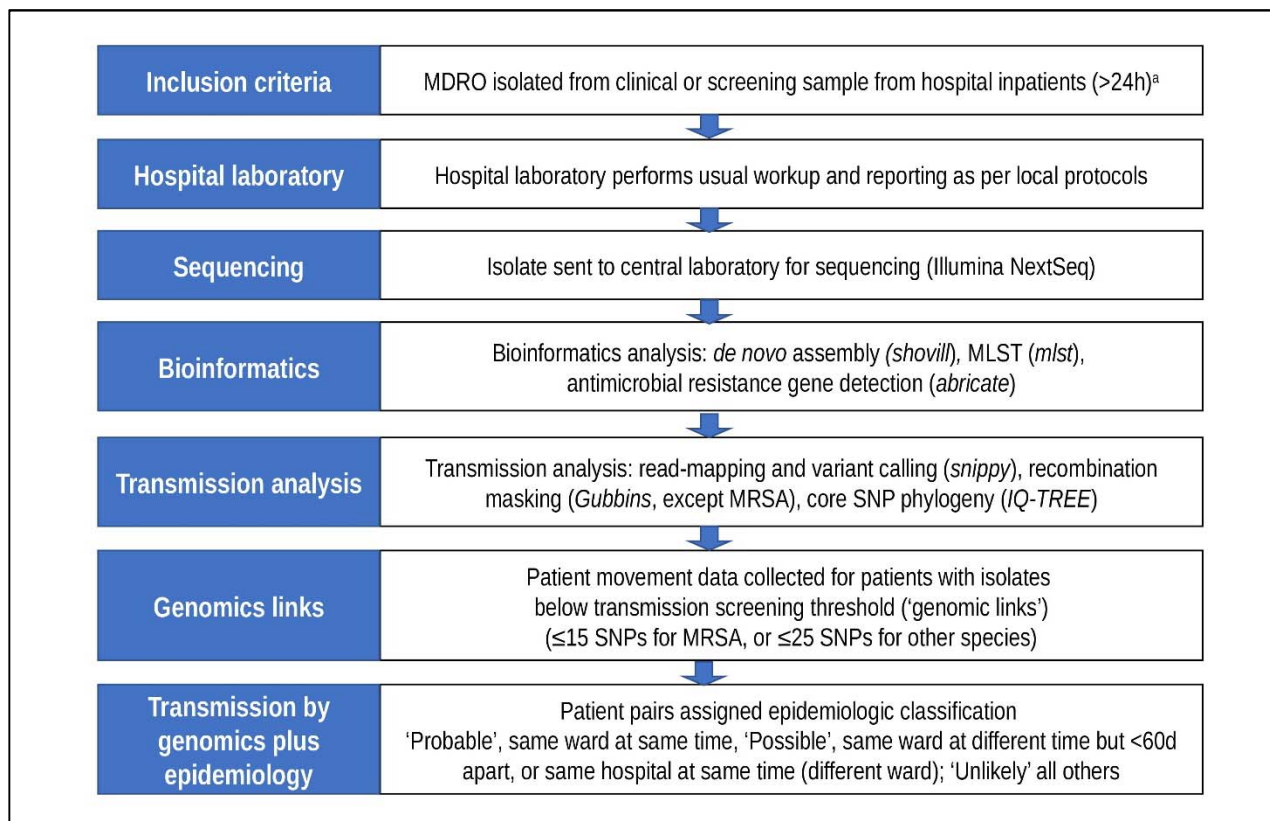 Inclusion criteria
MDRO isolated from clinical or screening sample from hospital inpatients (>24h)ᵃ
Hospital laboratory
Hospital laboratory performs usual workup and reporting as per local protocols
Sequencing
Isolate sent to central laboratory for sequencing (Illumina NextSeq)
Bioinformatics
Bioinformatics analysis: de novo assembly (shovill), MLST (mlst),
antimicrobial resistance gene detection (abricate)
Transmission analysis
Transmission analysis: read-mapping and variant calling (snippy), recombination
masking (Gubbins, except MRSA), core SNP phylogeny (IQ-TREE)
Genomics links
Patient movement data collected for patients with isolates
below transmission screening threshold (‘genomic links’)
(≤15 SNPs for MRSA, or ≤25 SNPs for other species)
Transmission by
genomics plus
epidemiology
Patient pairs assigned epidemiologic classification
‘Probable’, same ward at same time, ‘Possible’, same ward at different time but <60d
apart, or same hospital at same time (different ward); ‘Unlikely’ all others